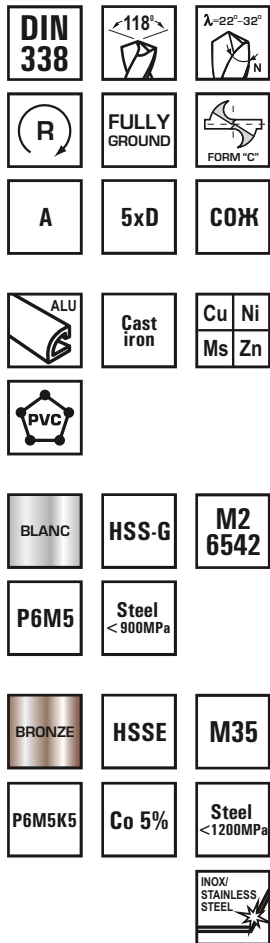 DIN
338
118°
λ=22°-32°
N
R
FULLY
GROUND
FORM "C"
A
5xD
СОЖ
ALU
Cast
iron
Cu Ni
Ms Zn
PVC
BLANC
HSS-G
M2
6542
P6M5
Steel
<900MPa
BRONZE
HSSE
M35
P6M5K5
Co 5%
Steel
<1200MPa
INOX/
STAINLESS
STEEL